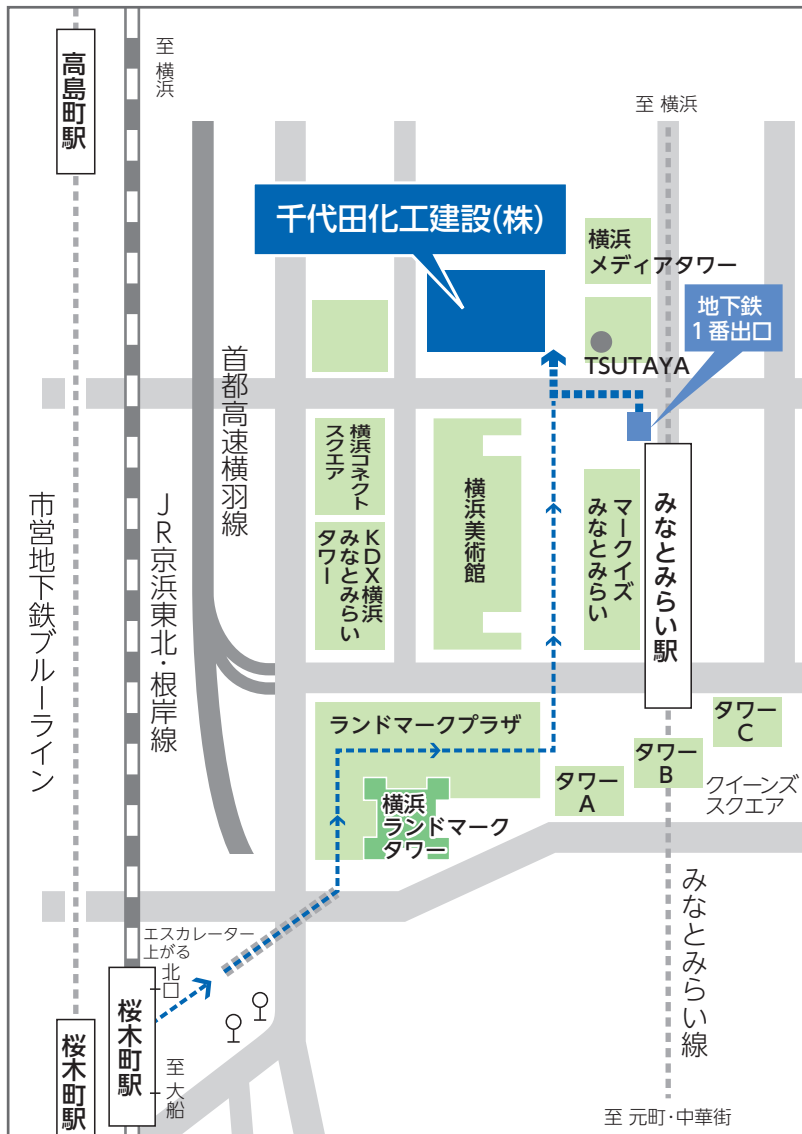 高島町駅
至 横浜
至 横浜
千代田化工建設(株)
横浜
メディアタワー
地下鉄
1番出口
TSUTAYA
首都高速横羽線
横浜コネクト
スクエア
KDX横浜
みなとみらい
タワー
横浜美術館
マークイズ
みなとみらい
みなとみらい駅
市営地下鉄ブルーライン
JR京浜東北・根岸線
ランドマークプラザ
横浜
ランドマーク
タワー
タワー
A
タワー
B
タワー
C
クイーンズ
スクエア
みなとみらい線
エスカレーター
上がる
北口
桜木町駅
桜木町駅
至 大船
至 元町・中華街